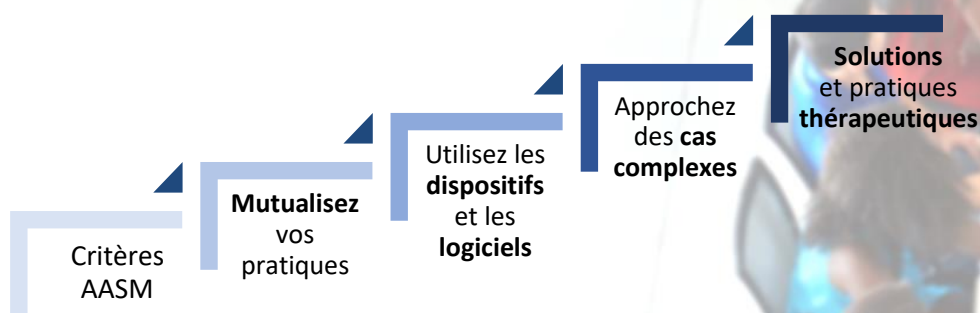 Critères
AASM
Mutualisez
vos
pratiques
Utilisez les
dispositifs
et les
logiciels
Approchez
des cas
complexes
Solutions
et pratiques
thérapeutiques